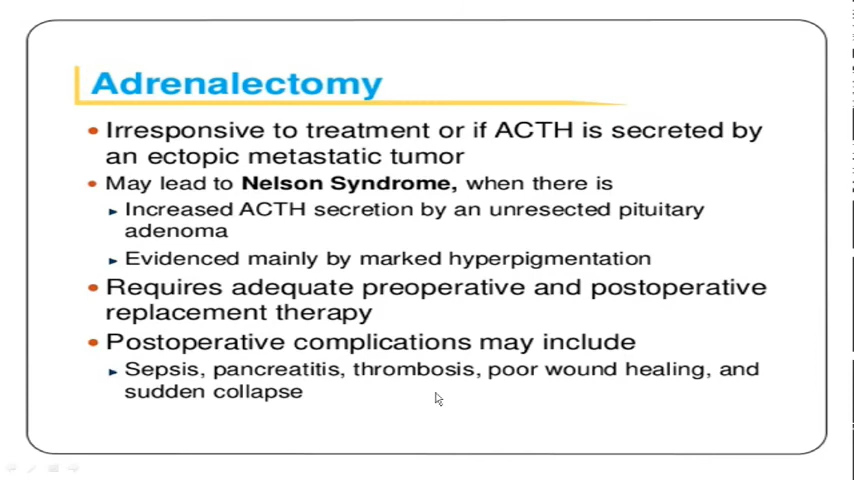 Adrenalectomy
• Irresponsive to treatment or if ACTH is secreted by
an ectopic metastatic tumor
• May lead to Nelson Syndrome, when there is
► Increased ACTH secretion by an unresected pituitary
adenoma
► Evidenced mainly by marked hyperpigmentation
• Requires adequate preoperative and postoperative
replacement therapy
• Postoperative complications may include
► Sepsis, pancreatitis, thrombosis, poor wound healing, and
sudden collapse